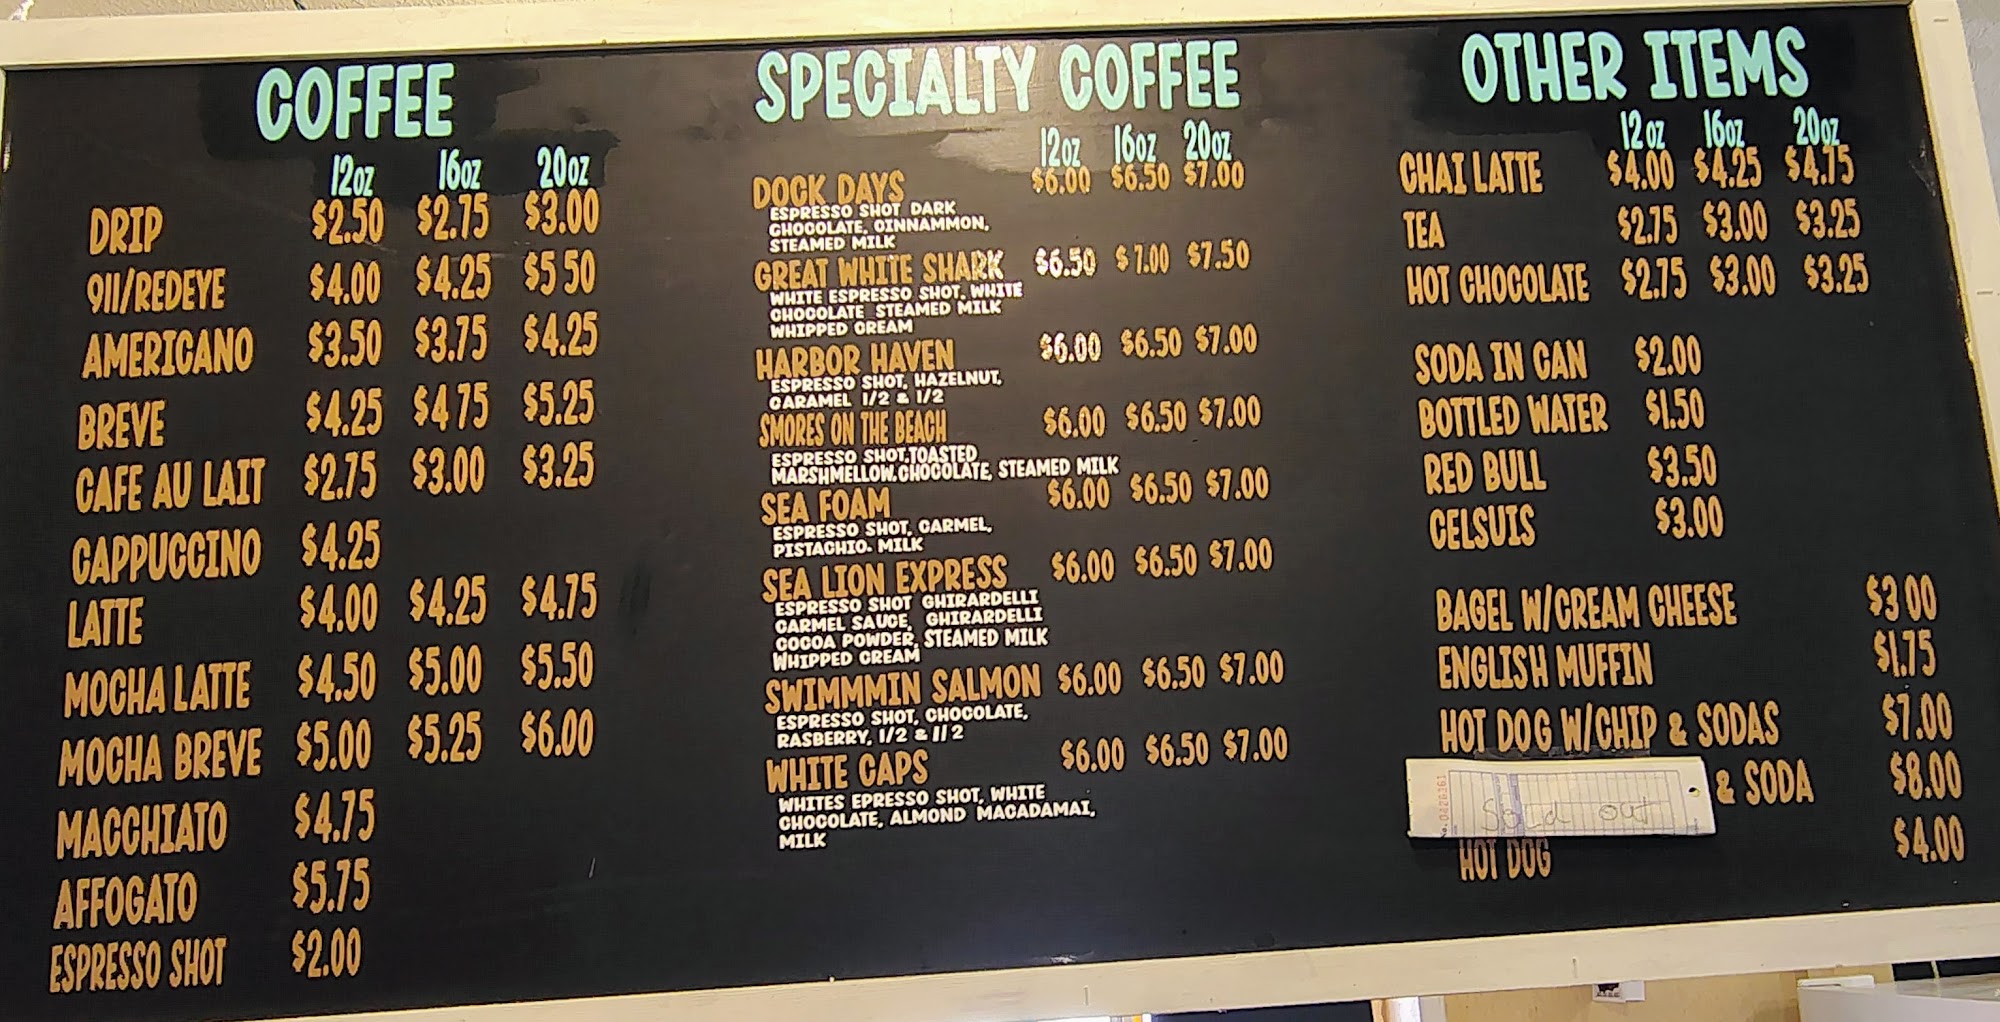 COFFEE
12oz 16oz 20oz
DRIP $2.50 $2.75 $3.00
911/REDEYE $4.00 $4.25 $5 50
AMERICANO $3.50 $3.75 $4.25
BREVE $4.25 $4 75 $5.25
CAFE AU LAIT $2.75 $3.00 $3.25
CAPPUCCINO $4.25
LATTE $4.00 $4.25 $4.75
MOCHA LATTE $4.50 $5.00 $5.50
MOCHA BREVE $5.00 $5.25 $6.00
MACCHIATO $4.75
AFFOGATO $5.75
ESPRESSO SHOT $2.00
SPECIALTY COFFEE
12oz 16oz 20oz
DOCK DAYS $6.00 $6.50 $7.00
ESPRESSO SHOT DARK
CHOCOLATE, CINNAMMON,
STEAMED MILK
GREAT WHITE SHARK $6.50 $7.00 $7.50
WHITE ESPRESSO SHOT, WHITE
CHOCOLATE STEAMED MILK
WHIPPED CREAM
HARBOR HAVEN $6.00 $6.50 $7.00
ESPRESSO SHOT, HAZELNUT,
CARAMEL 1/2 & 1/2
SMORES ON THE BEACH $6.00 $6.50 $7.00
ESPRESSO SHOT,TOASTED
MARSHMELLOW,CHOCOLATE, STEAMED MILK
SEA FOAM $6.00 $6.50 $7.00
ESPRESSO SHOT, CARMEL,
PISTACHIO. MILK
SEA LION EXPRESS $6.00 $6.50 $7.00
ESPRESSO SHOT GHIRARDELLI
CARMEL SAUCE, GHIRARDELLI
COCOA POWDER, STEAMED MILK
WHIPPED CREAM
SWIMMMIN SALMON $6.00 $6.50 $7.00
ESPRESSO SHOT, CHOCOLATE,
RASBERRY, 1/2 & 1/2
WHITE CAPS $6.00 $6.50 $7.00
WHITES EPRESSO SHOT, WHITE
CHOCOLATE, ALMOND MACADAMAI,
MILK
OTHER ITEMS
12oz 16oz 20oz
CHAI LATTE $4.00 $4.25 $4.75
TEA $2.75 $3.00 $3.25
HOT CHOCOLATE $2.75 $3.00 $3.25
SODA IN CAN $2.00
BOTTLED WATER $1.50
RED BULL $3.50
CELSUIS $3.00
BAGEL W/CREAM CHEESE $3 00
ENGLISH MUFFIN $1.75
HOT DOG W/CHIP & SODAS $7.00
Sold out & SODA $8.00
HOT DOG $4.00